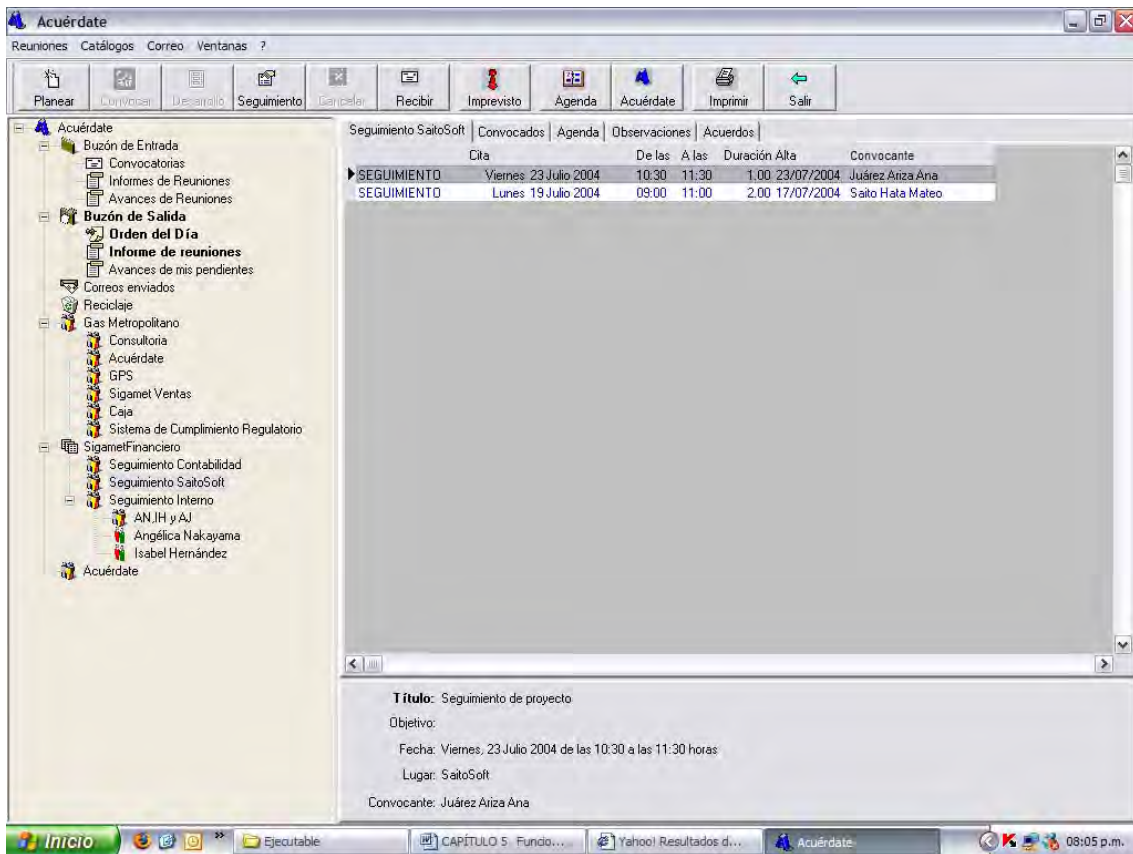 Acuérdate
Reuniones Catálogos Correo Ventanas ?
Planear Convocar Desarrollo Seguimiento Cancelar Recibir Imprevisto Agenda Acuérdate Imprimir Salir
Acuérdate
Buzón de Entrada
Convocatorias
Informes de Reuniones
Avances de Reuniones
Buzón de Salida
Orden del Día
Informe de reuniones
Avances de mis pendientes
Correos enviados
Reciclaje
Gas Metropolitano
Consultoria
Acuérdate
GPS
Sigamet Ventas
Caja
Sistema de Cumplimiento Regulatorio
SigametFinanciero
Seguimiento Contabilidad
Seguimiento SaitoSoft
Seguimiento Interno
AN,IH y AJ
Angélica Nakayama
Isabel Hernández
Acuérdate
Seguimiento SaitoSoft Convocados Agenda Observaciones Acuerdos
Cita De las A las Duración Alta Convocante
SEGUIMIENTO Viernes 23 Julio 2004 10:30 11:30 1.00 23/07/2004 Juárez Ariza Ana
SEGUIMIENTO Lunes 19 Julio 2004 09:00 11:00 2.00 17/07/2004 Saito Hata Mateo
Título: Seguimiento de proyecto
Objetivo:
Fecha: Viernes, 23 Julio 2004 de las 10:30 a las 11:30 horas
Lugar: SaitoSoft
Convocante: Juárez Ariza Ana
Inicio » Ejecutable CAPÍTULO 5 Funcio... Yahoo! Resultados d... Acuérdate 08:05 p.m.